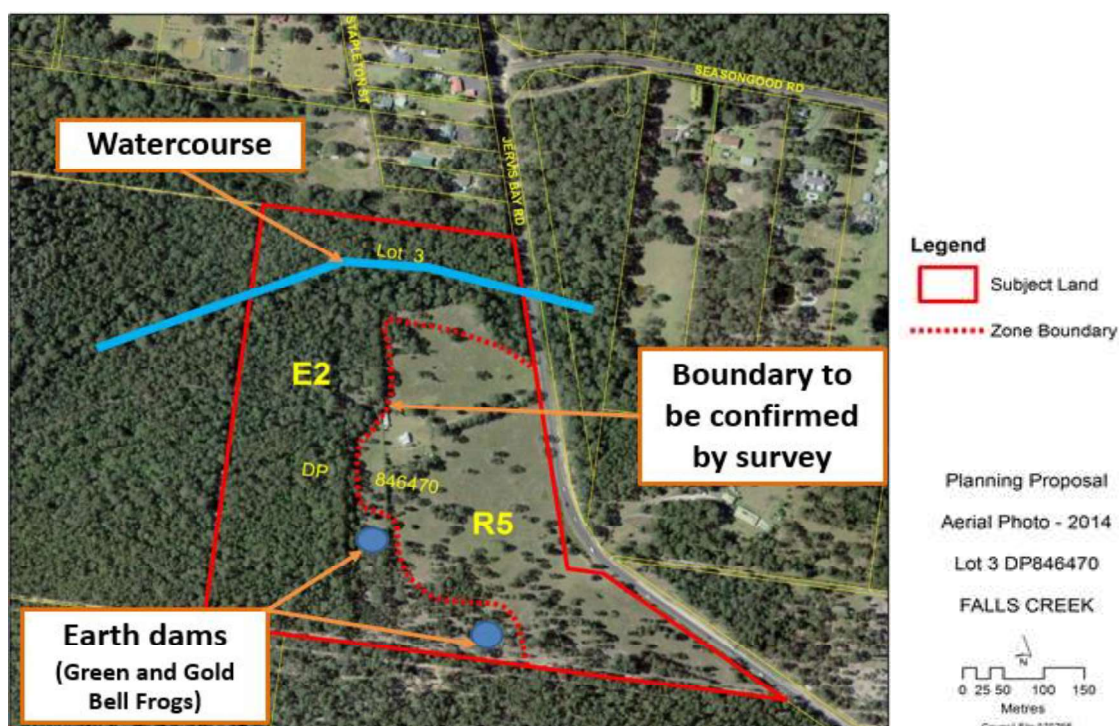 STAPLETON ST
SEASONGOOD RD
Watercourse
JERVIS BAY RD
Lot 3
Legend
Subject Land
Zone Boundary
E2
Boundary to
be confirmed
by survey
DP
846470
R5
Planning Proposal
Aerial Photo - 2014
Lot 3 DP846470
FALLS CREEK
Earth dams
(Green and Gold
Bell Frogs)
N
0 25 50 100 150
Metres